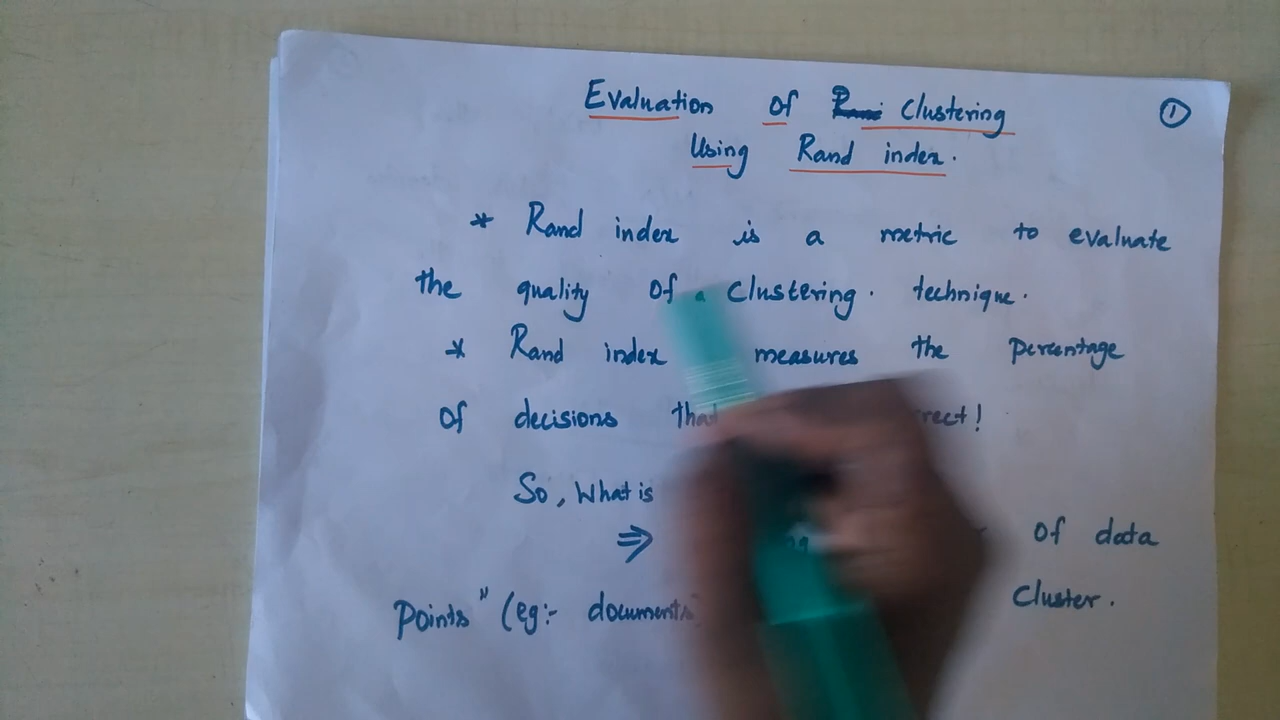 Evaluation of Clustering ①
Using Rand index.
* Rand index is a metric to evaluate
the quality of a Clustering. technique.
* Rand index measures the percentage
of decisions that rect!
So, What is
⇒ of data
Points" (eg:- documents Cluster.